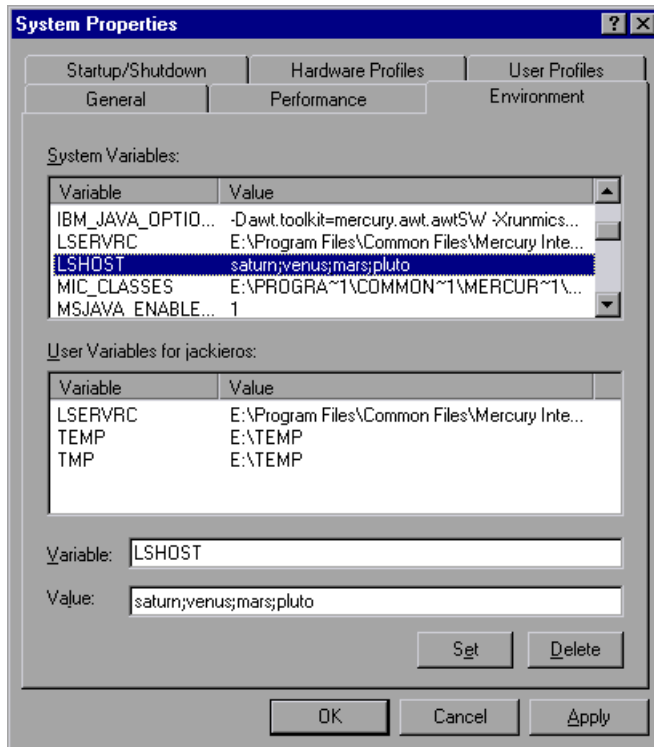 System Properties
Startup/Shutdown Hardware Profiles User Profiles
General Performance Environment
System Variables:
Variable Value
IBM_JAVA_OPTIO... -Dawt.toolkit=mercury.awt.awtSW -Xrunmics...
LSERVRC E:\Program Files\Common Files\Mercury Inte...
LSHOST saturn;venus;mars;pluto
MIC_CLASSES E:\PROGRA~1\COMMON~1\MERCUR~1\...
MSJAVA_ENABLE... 1
User Variables for jackieros:
Variable Value
LSERVRC E:\Program Files\Common Files\Mercury Inte...
TEMP E:\TEMP
TMP E:\TEMP
Variable: LSHOST
Value: saturn;venus;mars;pluto
Set Delete
OK Cancel Apply